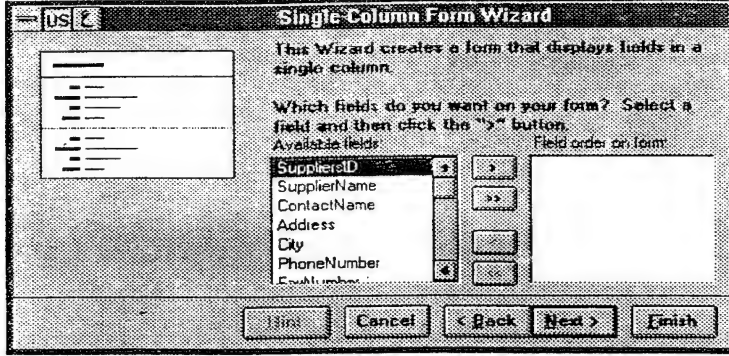 US
Single-Column Form Wizard
This Wizard creates a form that displays fields in a
single column.
Which fields do you want on your form? Select a
field and then click the ">" button.
Available fields: Field order on form:
SuppliersID
SupplierName
ContactName
Address
City
PhoneNumber
FaxNumber
> 
>>
<
<<
Hint Cancel < Back Next > Finish